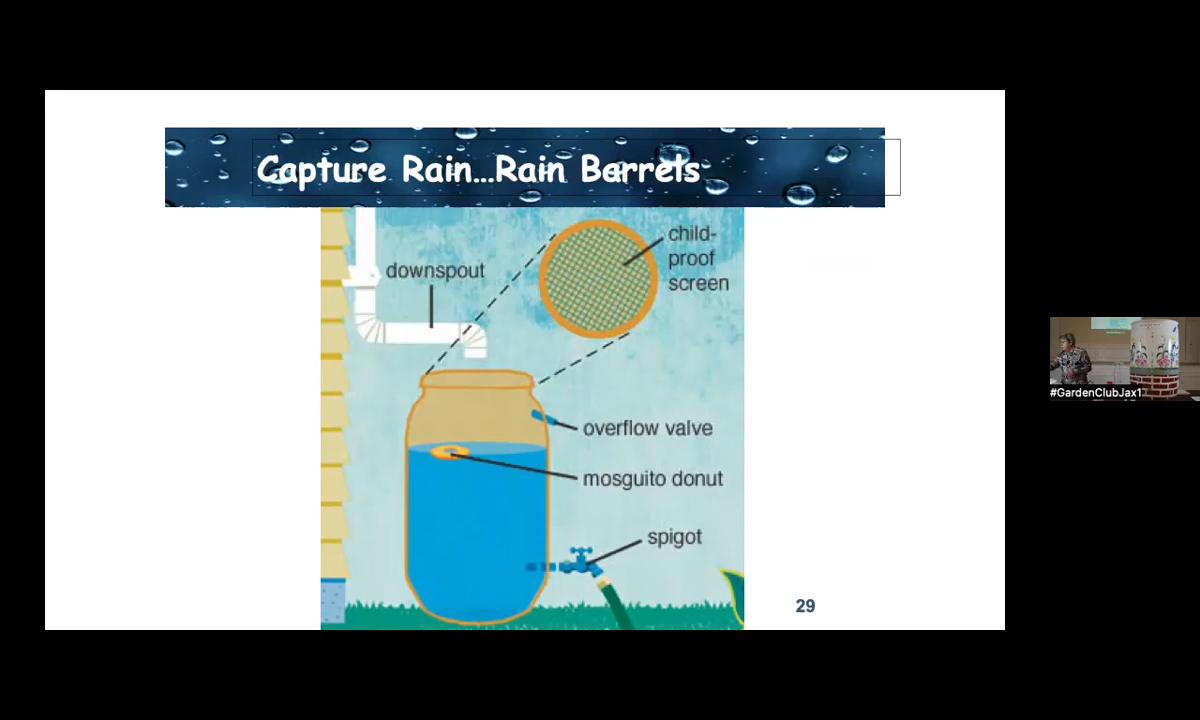 Capture Rain...Rain Barrels
downspout
child-
proof
screen
overflow valve
mosquito donut
spigot
29
#GardenClubJax1